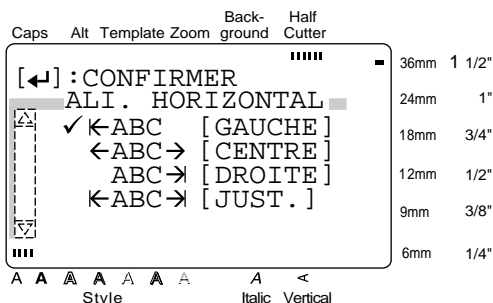 Back- Half
Caps Alt Template Zoom ground Cutter
[↵]:CONFIRMER
ALI. HORIZONTAL
✓ |←ABC [GAUCHE]
←ABC→ [CENTRE]
ABC→| [DROITE]
|←ABC→| [JUST.]
36mm 1 1/2"
24mm 1"
18mm 3/4"
12mm 1/2"
9mm 3/8"
6mm 1/4"
A A A A A A A A A
Style Italic Vertical